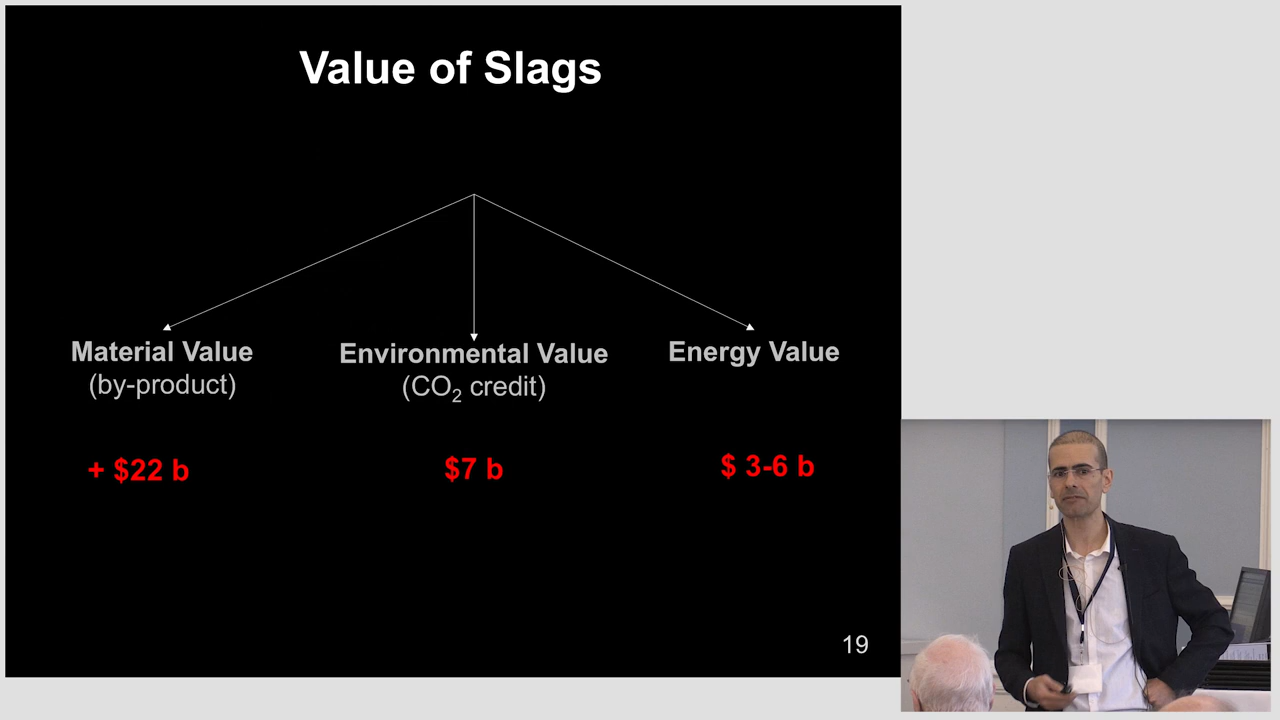 Value of Slags
Material Value
(by-product)
Environmental Value
(CO₂ credit)
Energy Value
+ $22 b
$7 b
$ 3-6 b
19